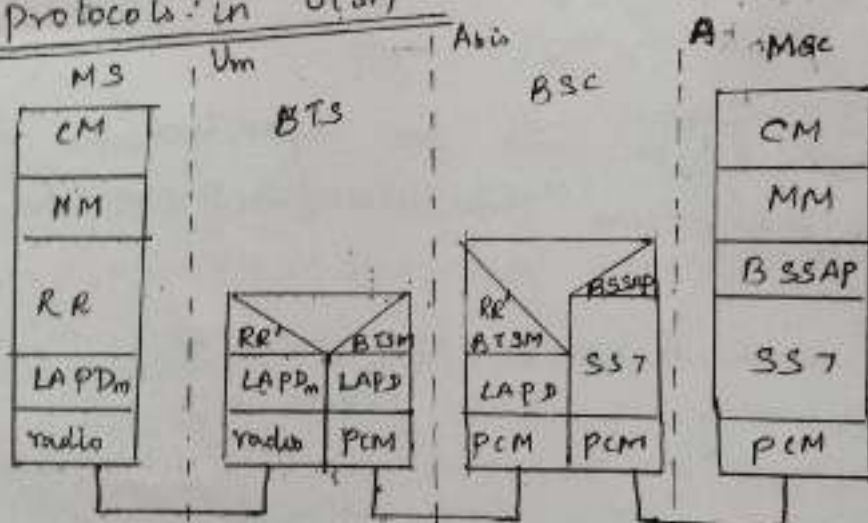 protocols in
Um
Abis
A
MSC
MS
BTS
BSC
CM
NM
RR
LAPDm
radio
RR'
BTSM
LAPDm
LAPD
radio
PCM
RR'
BTSM
BSSAP
LAPD
SS7
PCM
PCM
CM
MM
BSSAP
SS7
PCM